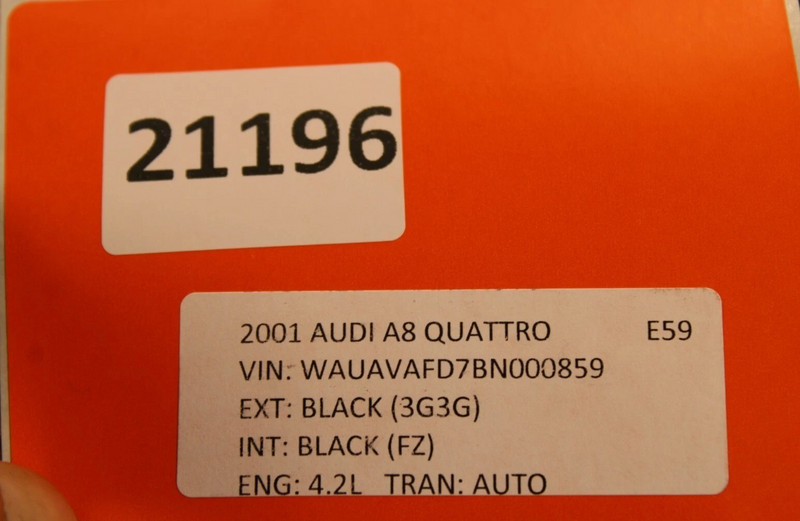 21196
2001 AUDI A8 QUATTRO E59
VIN: WAUAVAFD7BN000859
EXT: BLACK (3G3G)
INT: BLACK (FZ)
ENG: 4.2L TRAN: AUTO